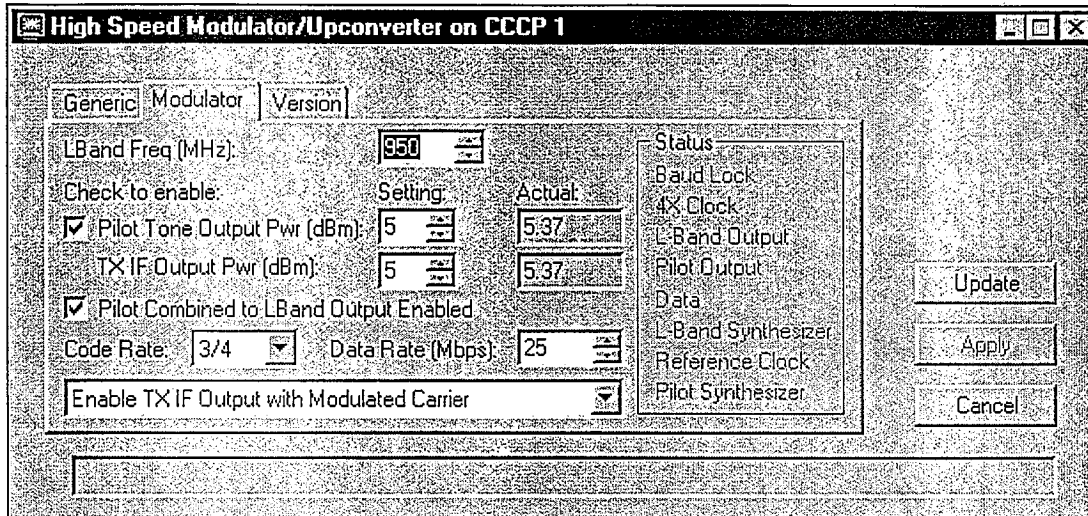 High Speed Modulator/Upconverter on CCCP 1
Generic Modulator Version
LBand Freq (MHz): 950
Check to enable: Setting: Actual:
Pilot Tone Output Pwr (dBm): 5 5.37
TX IF Output Pwr (dBm): 5 5.37
Pilot Combined to LBand Output Enabled
Code Rate: 3/4 Data Rate (Mbps): 25
Enable TX IF Output with Modulated Carrier
Status
Baud Lock
4X Clock
L-Band Output
Pilot Output
Data
L-Band Synthesizer
Reference Clock
Pilot Synthesizer
Update
Apply
Cancel